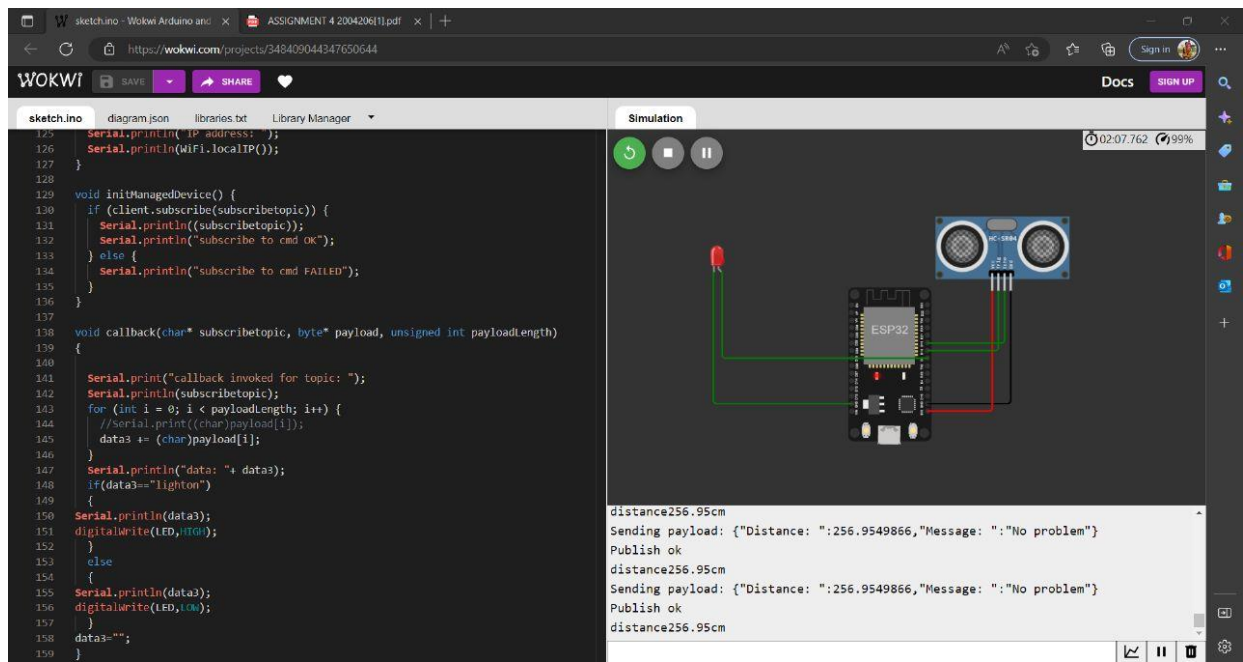 sketch.ino - Wokwi Arduino and
ASSIGNMENT 4 2004206[1].pdf
https://wokwi.com/projects/348409044347650644
Sign in
WOKWI
SAVE
SHARE
Docs
SIGN UP
sketch.ino diagram.json libraries.txt Library Manager
125 Serial.println("IP address: ");
126 Serial.println(WiFi.localIP());
127 }
128
129 void initManagedDevice() {
130 if (client.subscribe(subscribetopic)) {
131 Serial.println((subscribetopic));
132 Serial.println("subscribe to cmd OK");
133 } else {
134 Serial.println("subscribe to cmd FAILED");
135 }
136 }
137
138 void callback(char* subscribetopic, byte* payload, unsigned int payloadLength)
139 {
140
141 Serial.print("callback invoked for topic: ");
142 Serial.println(subscribetopic);
143 for (int i = 0; i < payloadLength; i++) {
144 //Serial.print((char)payload[i]);
145 data3 += (char)payload[i];
146 }
147 Serial.println("data: "+ data3);
148 if(data3=="lighton")
149 {
150 Serial.println(data3);
151 digitalWrite(LED,HIGH);
152 }
153 else
154 {
155 Serial.println(data3);
156 digitalWrite(LED,LOW);
157 }
158 data3="";
159 }
Simulation
02:07.762 99%
HC-SR04
ESP32
distance256.95cm
Sending payload: {"Distance: ":256.9549866,"Message: ":"No problem"}
Publish ok
distance256.95cm
Sending payload: {"Distance: ":256.9549866,"Message: ":"No problem"}
Publish ok
distance256.95cm